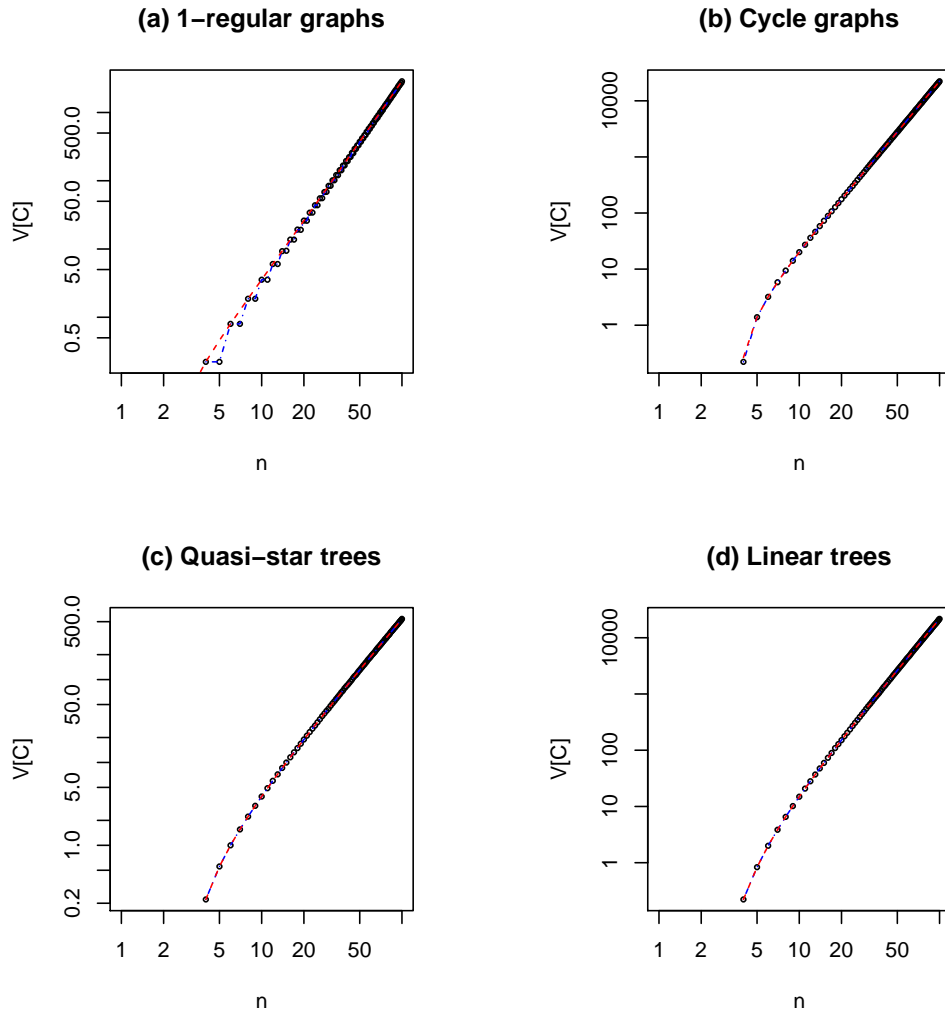 (a) 1−regular graphs
(b) Cycle graphs
V[C]
500.0
50.0
5.0
0.5
1 2 5 10 20 50
n
V[C]
10000
100
10
1
1 2 5 10 20 50
n
(c) Quasi−star trees
(d) Linear trees
V[C]
500.0
50.0
5.0
1.0
0.2
1 2 5 10 20 50
n
V[C]
10000
100
10
1
1 2 5 10 20 50
n